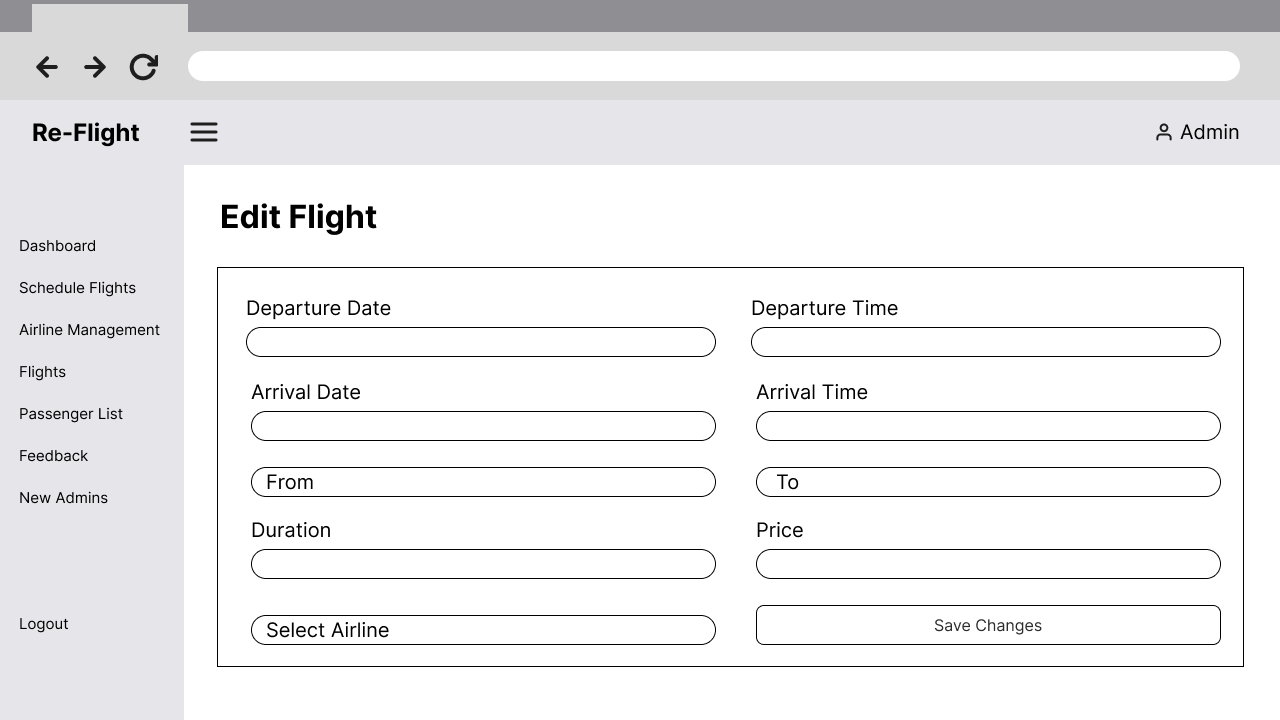 Re-Flight
Admin
Dashboard
Schedule Flights
Airline Management
Flights
Passenger List
Feedback
New Admins
Logout
Edit Flight
Departure Date
Departure Time
Arrival Date
Arrival Time
From
To
Duration
Price
Select Airline
Save Changes